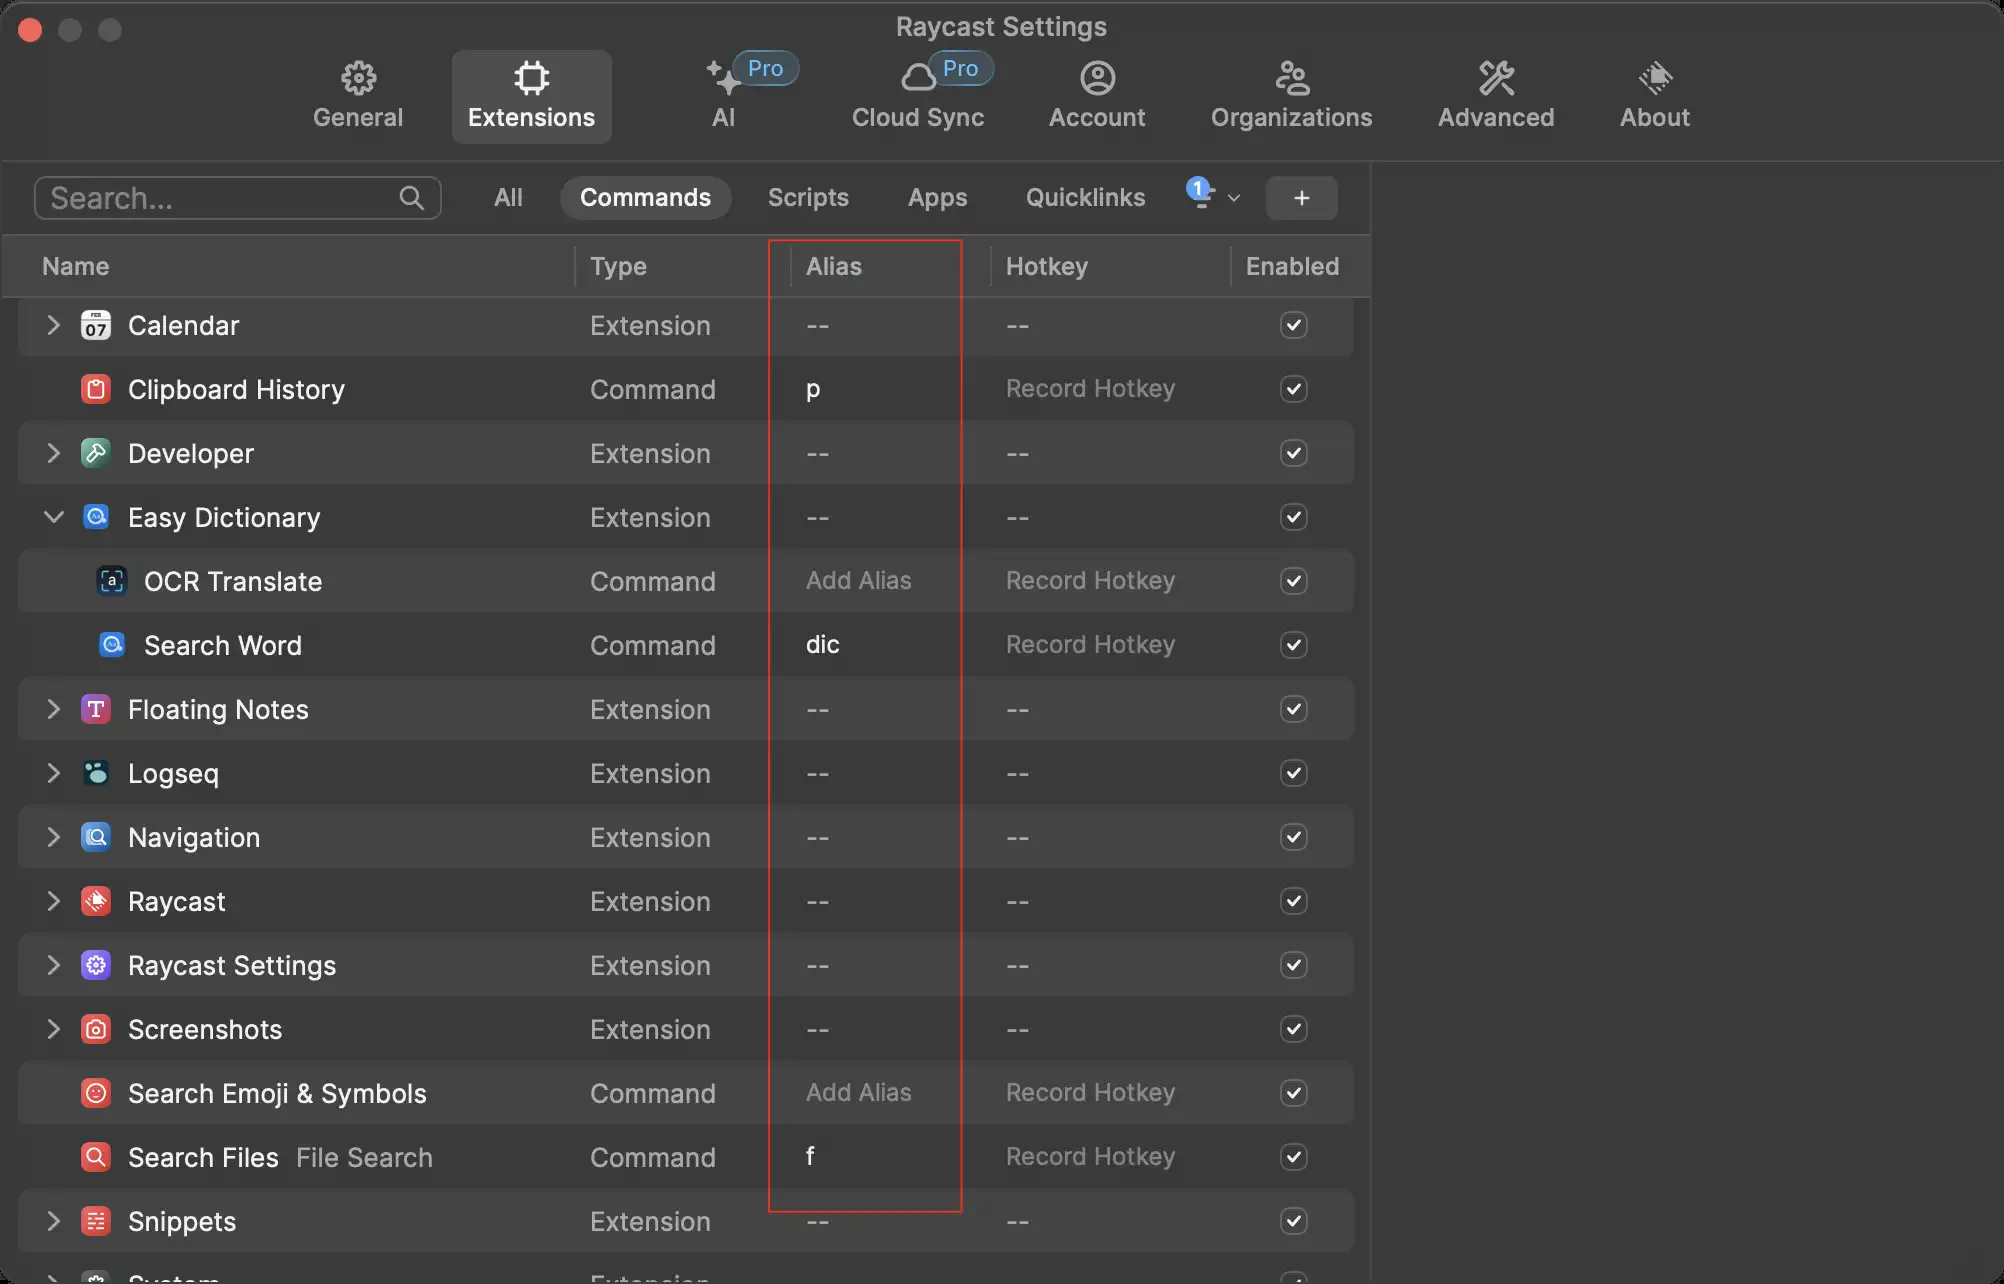 Raycast Settings
General Extensions AI Pro Cloud Sync Pro Account Organizations Advanced About
Search... All Commands Scripts Apps Quicklinks 1 +
Name Type Alias Hotkey Enabled
FEB 07 Calendar Extension -- --
Clipboard History Command p Record Hotkey
Developer Extension -- --
Easy Dictionary Extension -- --
a OCR Translate Command Add Alias Record Hotkey
Search Word Command dic Record Hotkey
T Floating Notes Extension -- --
Logseq Extension -- --
Navigation Extension -- --
Raycast Extension -- --
Raycast Settings Extension -- --
Screenshots Extension -- --
Search Emoji & Symbols Command Add Alias Record Hotkey
Search Files File Search Command f Record Hotkey
Snippets Extension -- --
System Extension